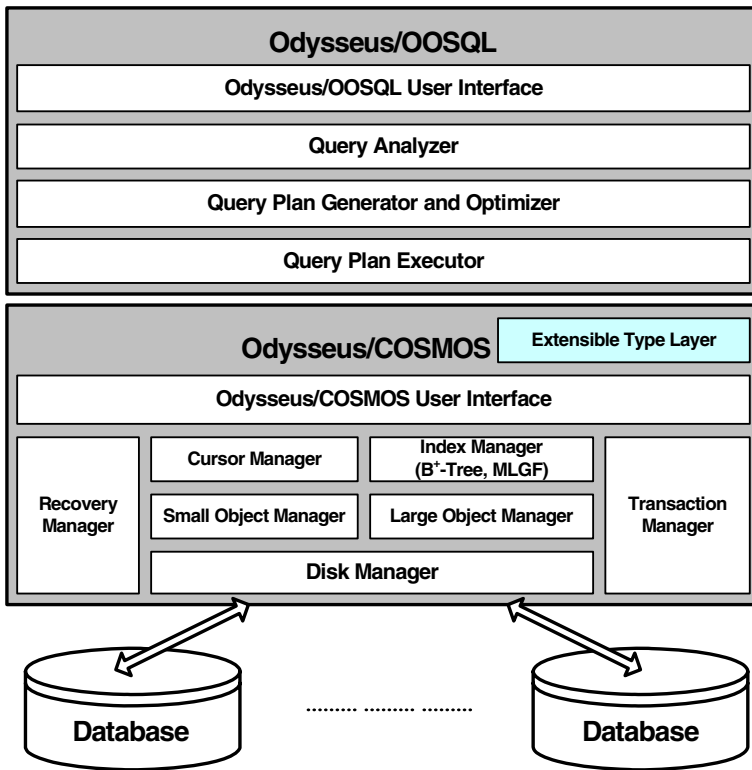 Odysseus/OOSQL
Odysseus/OOSQL User Interface
Query Analyzer
Query Plan Generator and Optimizer
Query Plan Executor
Extensible Type Layer
Odysseus/COSMOS
Odysseus/COSMOS User Interface
Recovery
Manager
Cursor Manager
Index Manager
(B+-Tree, MLGF)
Small Object Manager
Large Object Manager
Disk Manager
Transaction
Manager
Database
......... ......... .........
Database